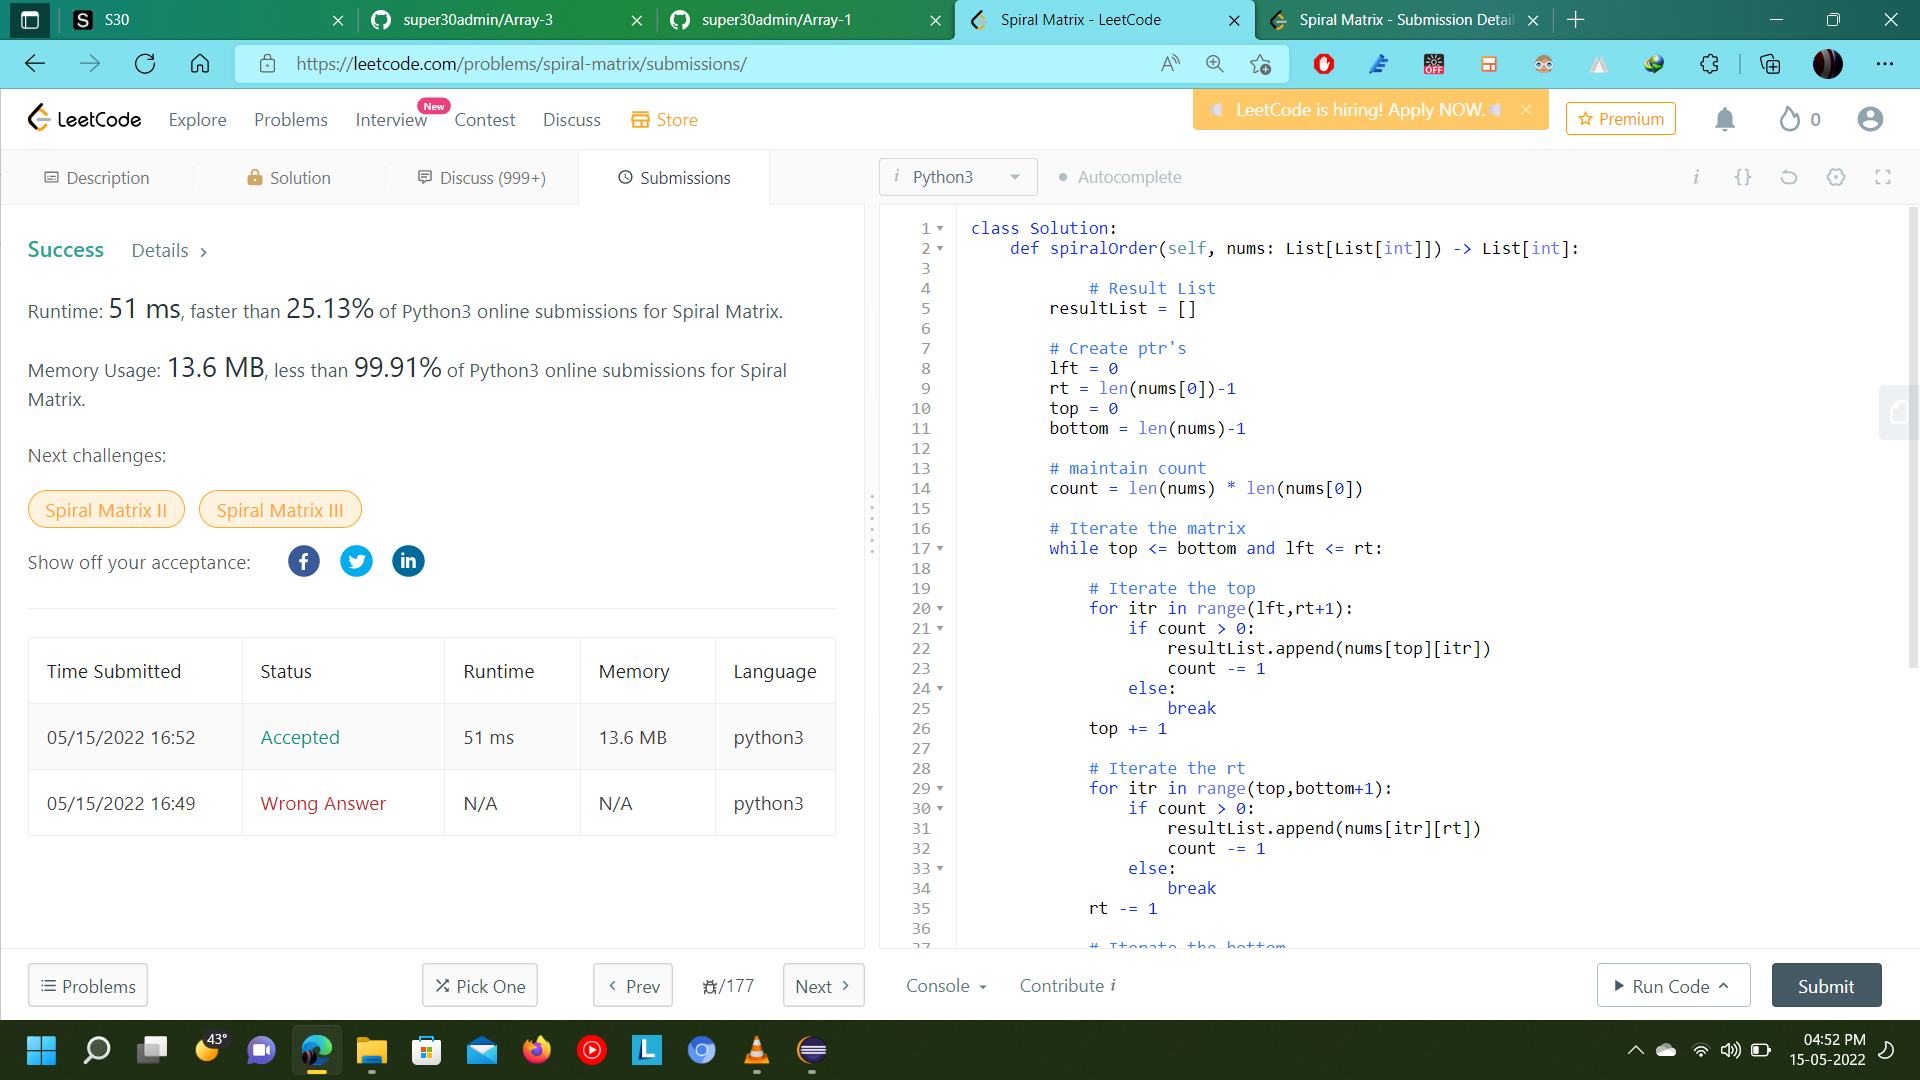 S30
super30admin/Array-3
super30admin/Array-1
Spiral Matrix - LeetCode
Spiral Matrix - Submission Detail
https://leetcode.com/problems/spiral-matrix/submissions/
OFF
LeetCode
Explore
Problems
Interview
New
Contest
Discuss
Store
LeetCode is hiring! Apply NOW.
Premium
0
Description
Solution
Discuss (999+)
Submissions
i Python3
Autocomplete
i {}
Success
Details
Runtime: 51 ms, faster than 25.13% of Python3 online submissions for Spiral Matrix.
Memory Usage: 13.6 MB, less than 99.91% of Python3 online submissions for Spiral
Matrix.
Next challenges:
Spiral Matrix II
Spiral Matrix III
Show off your acceptance:
Time Submitted Status Runtime Memory Language
05/15/2022 16:52 Accepted 51 ms 13.6 MB python3
05/15/2022 16:49 Wrong Answer N/A N/A python3
1 class Solution:
2     def spiralOrder(self, nums: List[List[int]]) -> List[int]:
3
4             # Result List
5         resultList = []
6
7         # Create ptr's
8         lft = 0
9         rt = len(nums[0])-1
10         top = 0
11         bottom = len(nums)-1
12
13         # maintain count
14         count = len(nums) * len(nums[0])
15
16         # Iterate the matrix
17         while top <= bottom and lft <= rt:
18
19             # Iterate the top
20             for itr in range(lft,rt+1):
21                 if count > 0:
22                     resultList.append(nums[top][itr])
23                     count -= 1
24                 else:
25                     break
26             top += 1
27
28             # Iterate the rt
29             for itr in range(top,bottom+1):
30                 if count > 0:
31                     resultList.append(nums[itr][rt])
32                     count -= 1
33                 else:
34                     break
35             rt -= 1
36
37             # Iterate the bottom
Problems
Pick One
Prev
/177
Next
Console
Contribute i
Run Code
Submit
43°
04:52 PM
15-05-2022